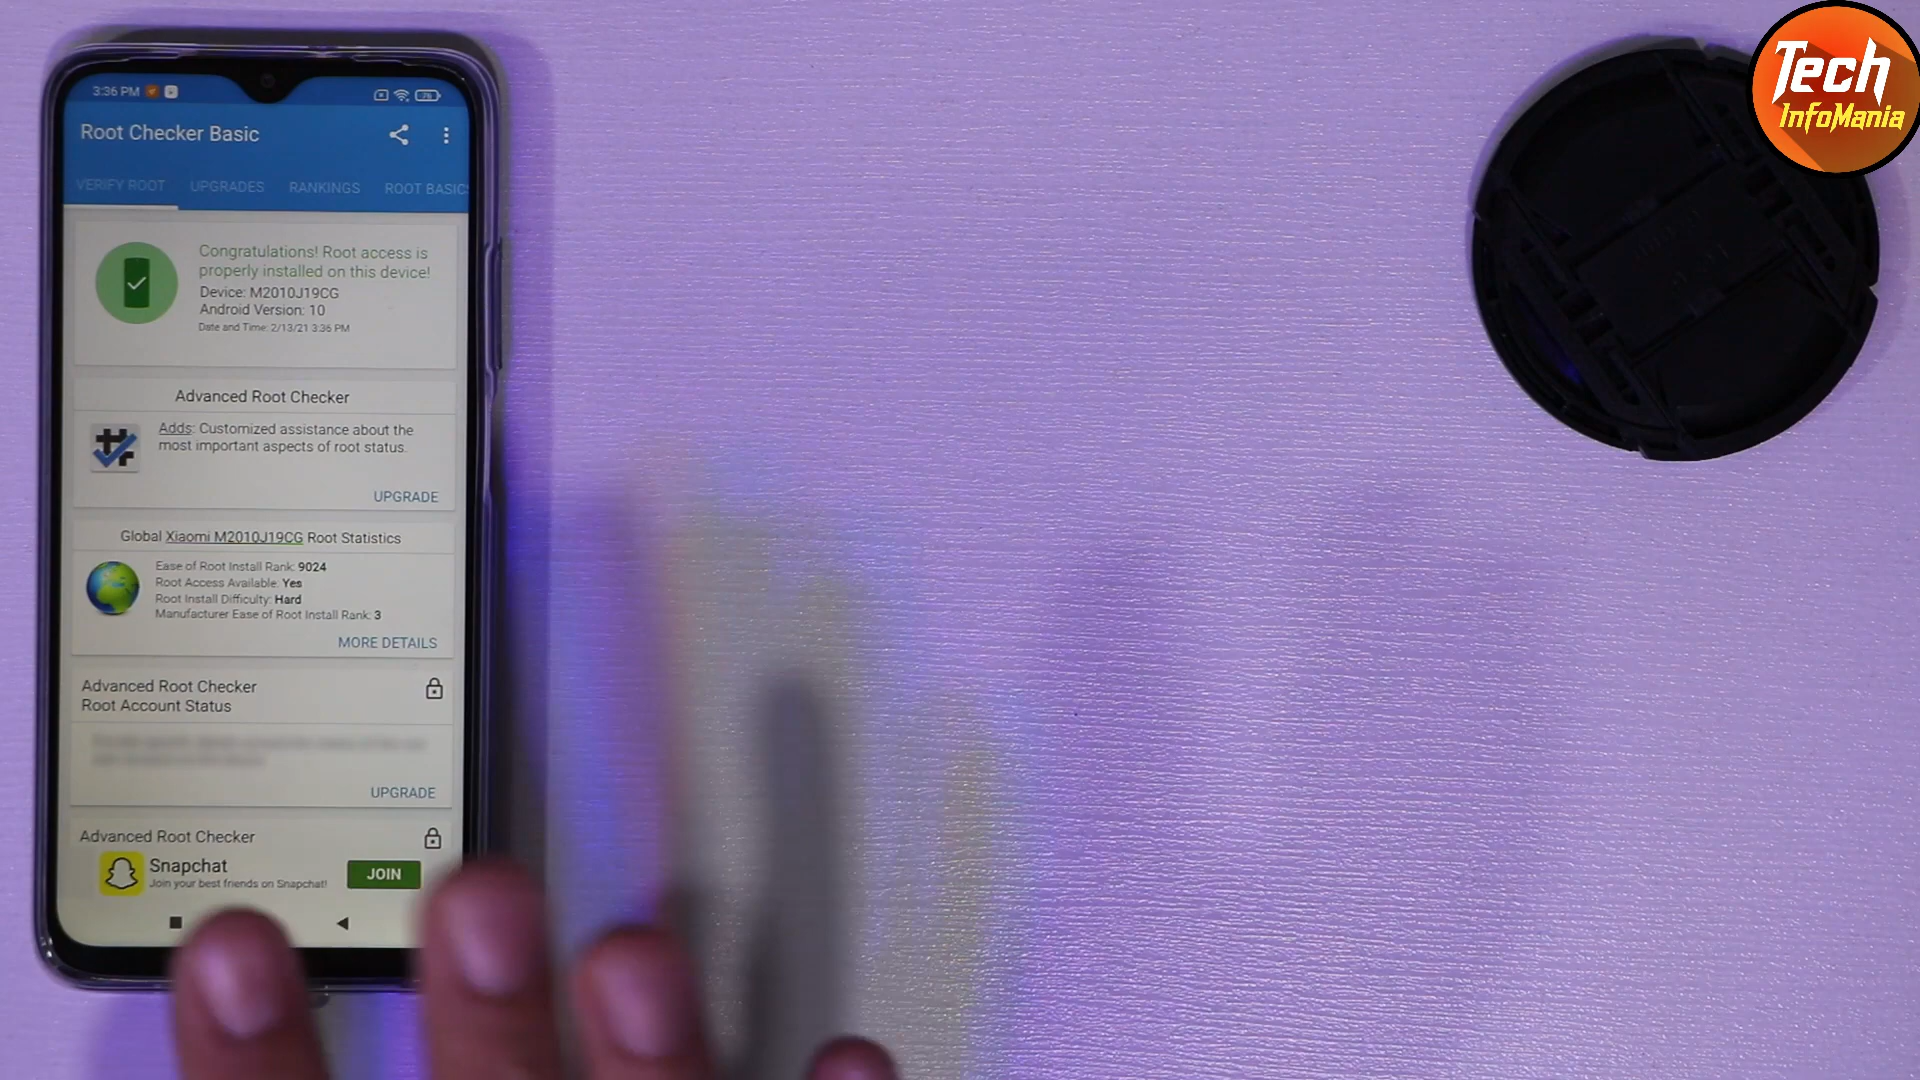 Tech
InfoMania
3:36 PM
76
Root Checker Basic
VERIFY ROOT
UPGRADES
RANKINGS
ROOT BASICS
Congratulations! Root access is
properly installed on this device!
Device: M2010J19CG
Android Version: 10
Date and Time: 2/13/21 3:36 PM
Advanced Root Checker
Adds: Customized assistance about the
most important aspects of root status.
UPGRADE
Global Xiaomi M2010J19CG Root Statistics
Ease of Root Install Rank: 9024
Root Access Available: Yes
Root Install Difficulty: Hard
Manufacturer Ease of Root Install Rank: 3
MORE DETAILS
Advanced Root Checker
Root Account Status
UPGRADE
Advanced Root Checker
Snapchat
Join your best friends on Snapchat!
JOIN